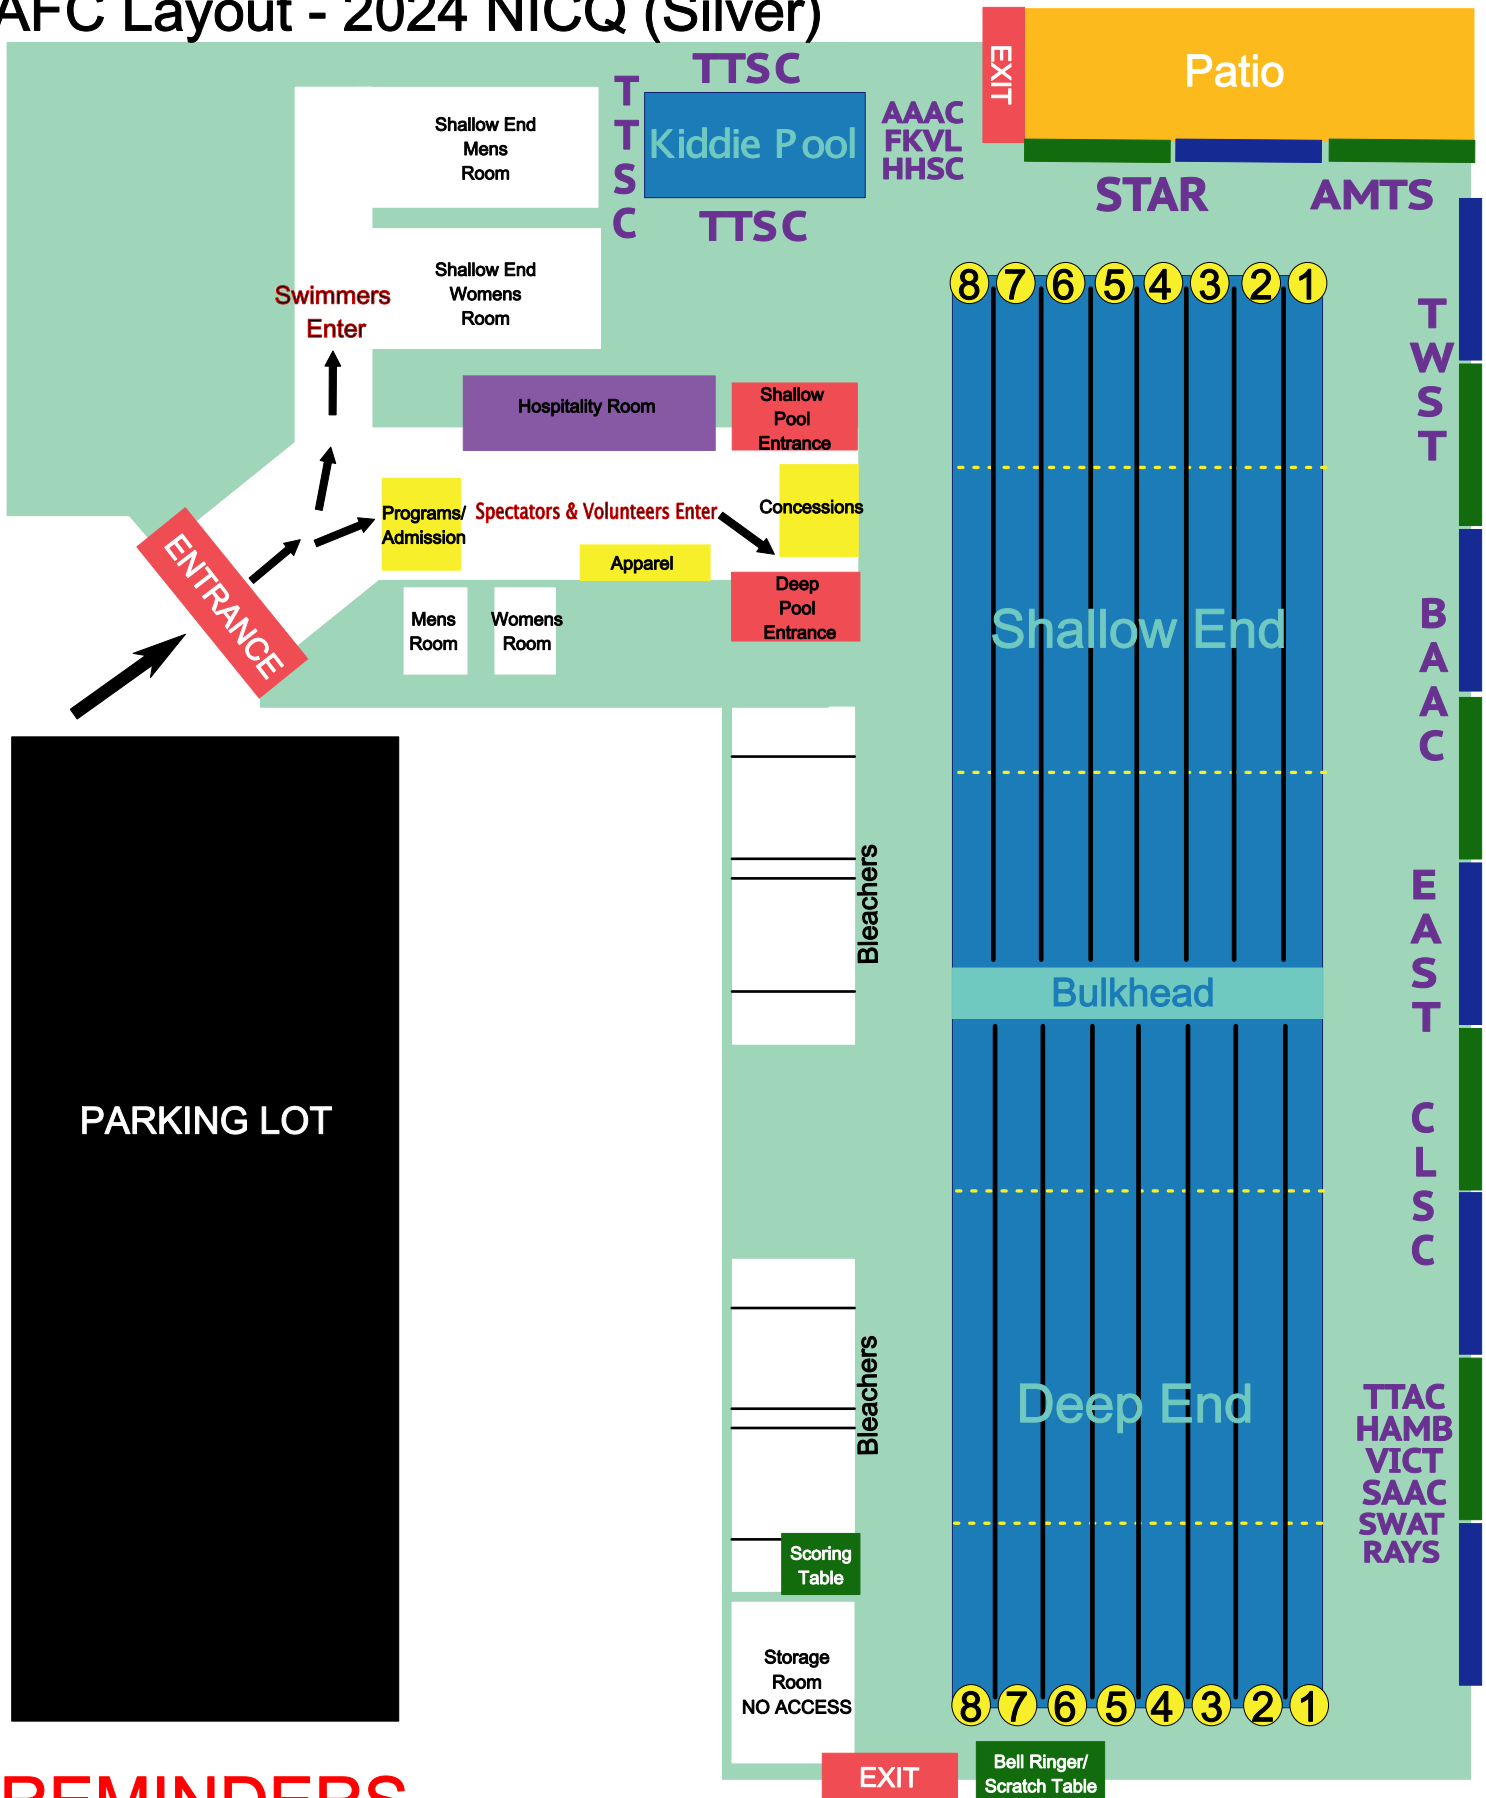 AFC Layout - 2024 NICQ (Silver)
EXIT
Patio
TTSC
T
T
S
C
Kiddie Pool
TTSC
AAAC
FKVL
HHSC
STAR
AMTS
Shallow End
Mens
Room
Shallow End
Womens
Room
Swimmers
Enter
Hospitality Room
Shallow
Pool
Entrance
Programs/
Admission
Spectators & Volunteers Enter
Concessions
Apparel
Deep
Pool
Entrance
ENTRANCE
Mens
Room
Womens
Room
8 7 6 5 4 3 2 1
Shallow End
T
W
S
T
B
A
A
C
Bleachers
Bulkhead
E
A
S
T
PARKING LOT
C
L
S
C
Bleachers
Deep End
TTAC
HAMB
VICT
SAAC
SWAT
RAYS
Scoring
Table
Storage
Room
NO ACCESS
8 7 6 5 4 3 2 1
EXIT
Bell Ringer/
Scratch Table
REMINDERS